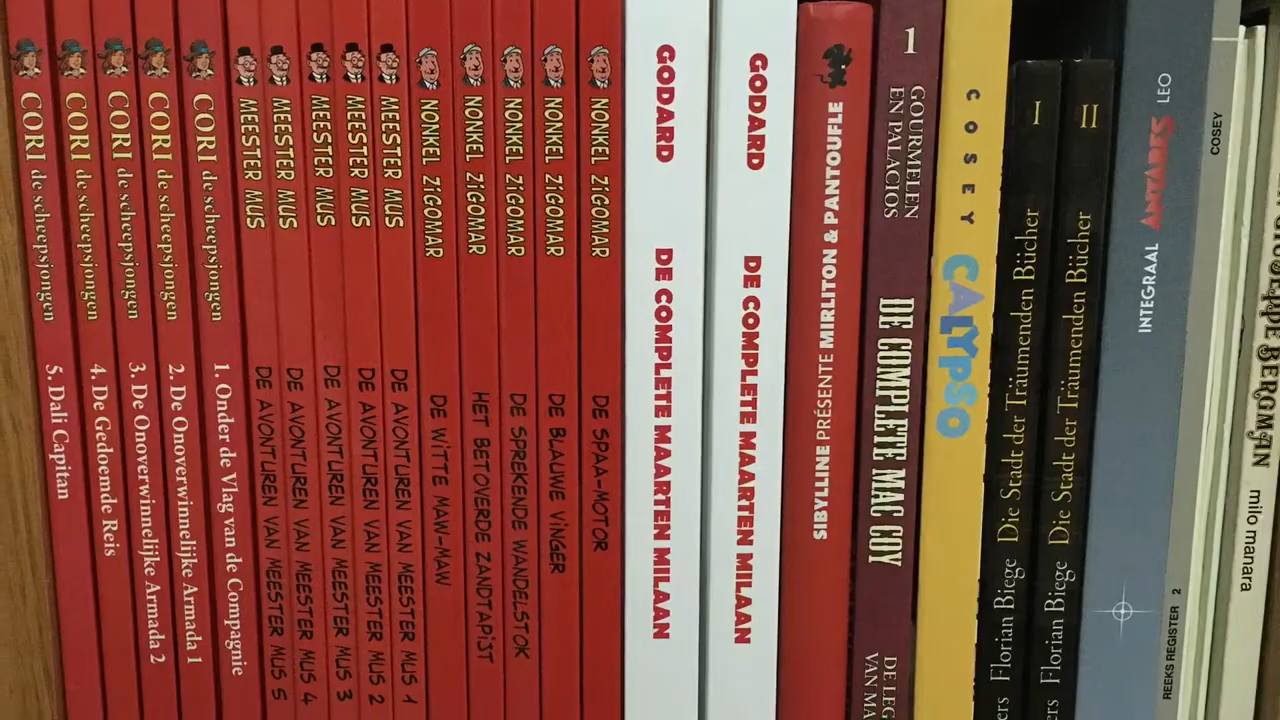 CORI de scheepsjongen 5. Dali Capitan
CORI de scheepsjongen 4. De Gedoemde Reis
CORI de scheepsjongen 3. De Onoverwinnelijke Armada 2
CORI de scheepsjongen 2. De Onoverwinnelijke Armada 1
CORI de scheepsjongen 1. Onder de Vlag van de Compagnie
MEESTER MUS DE AVONTUREN VAN MEESTER MUS 5
MEESTER MUS DE AVONTUREN VAN MEESTER MUS 4
MEESTER MUS DE AVONTUREN VAN MEESTER MUS 3
MEESTER MUS DE AVONTUREN VAN MEESTER MUS 2
MEESTER MUS DE AVONTUREN VAN MEESTER MUS 1
NONKEL ZIGOMAR DE WITTE MAW-MAW
NONKEL ZIGOMAR HET BETOVERDE ZANDTAPIJT
NONKEL ZIGOMAR DE SPREKENDE WANDELSTOK
NONKEL ZIGOMAR DE BLAUWE VINGER
NONKEL ZIGOMAR DE SPAA-MOTOR
GODARD DE COMPLETE MAARTEN MILAAN
GODARD DE COMPLETE MAARTEN MILAAN
SIBYLLINE PRÉSENTE MIRLITON & PANTOUFLE
1
GOURMELEN
EN PALACIOS
DE COMPLETE MAC COY
DE LEG
VAN MA
COSEY CALYPSO
I Die Stadt der Träumenden Bücher Florian Biege ers
II Die Stadt der Träumenden Bücher Florian Biege ers
LEO ANTARES INTEGRAAL
COSEY REEKS REGISTER 2
GIUSEPPE BERGMAN milo manara